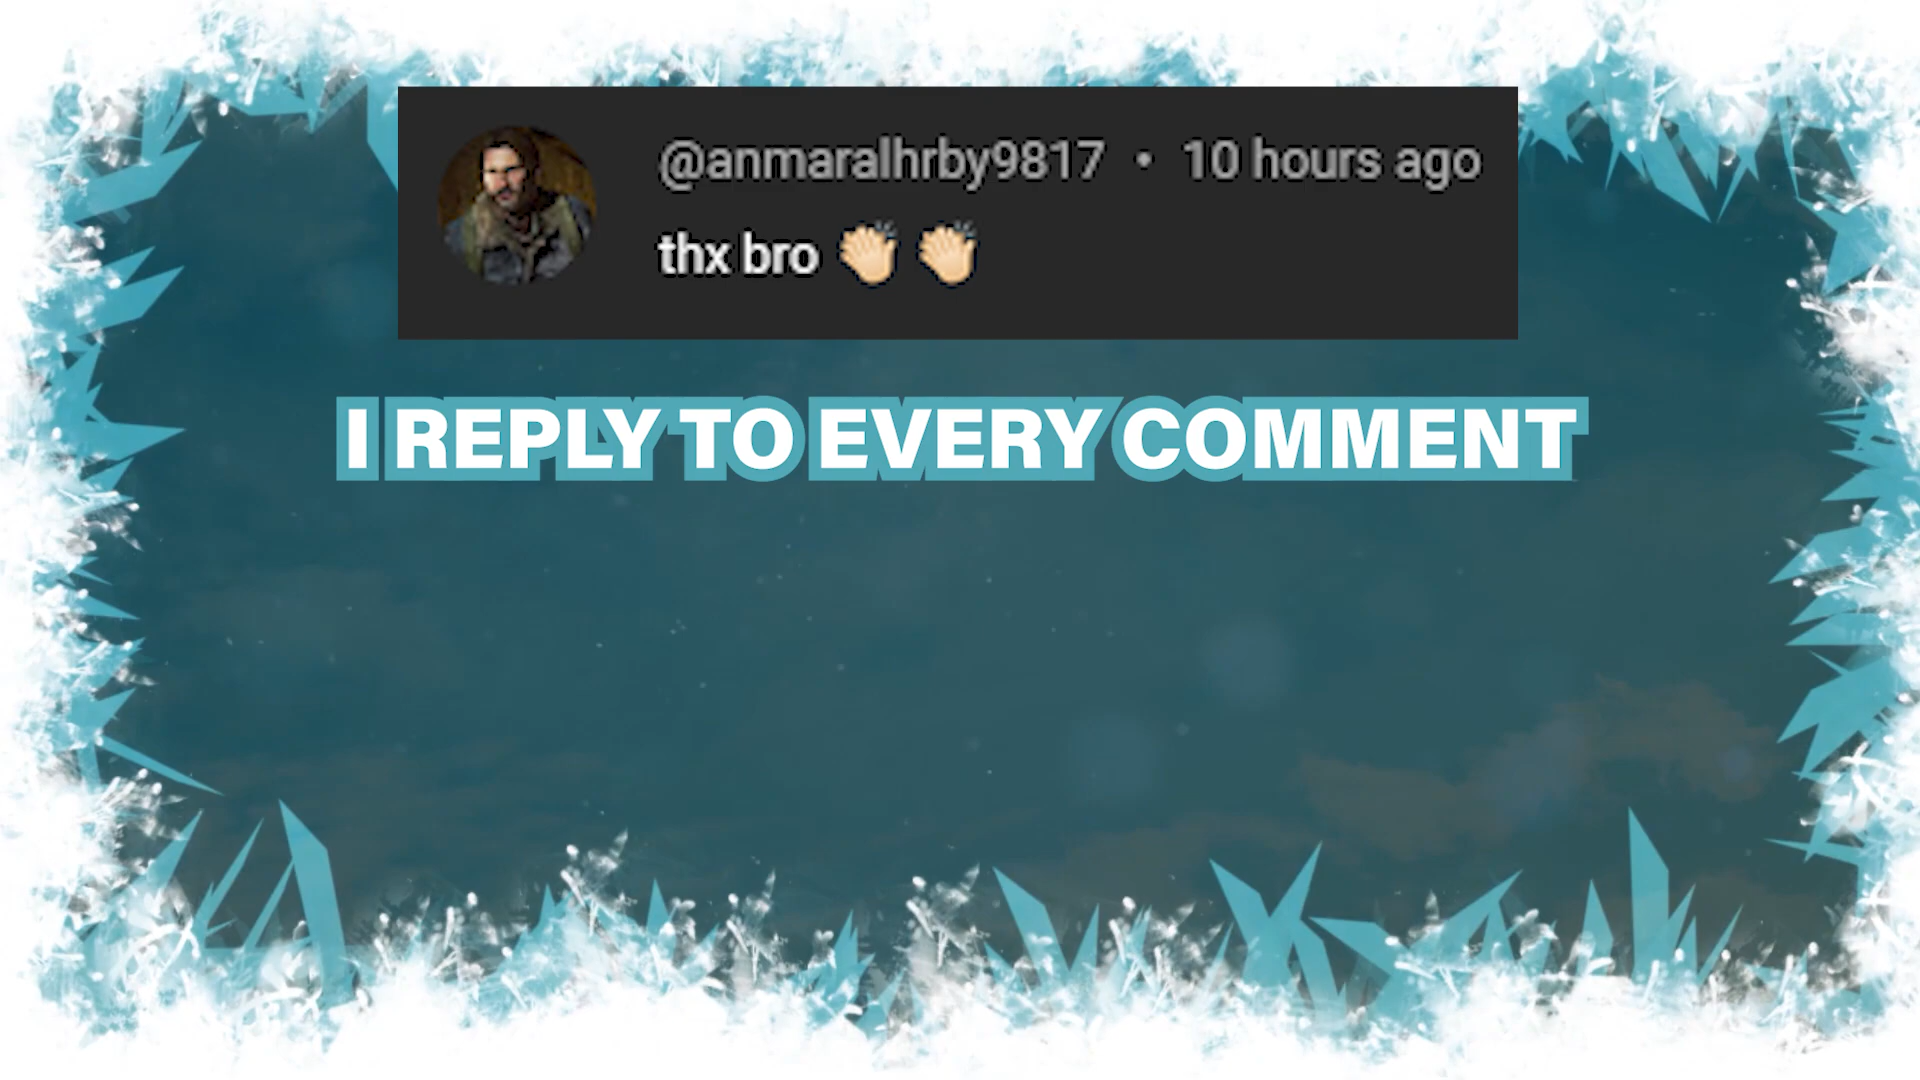 @anmaralhrby9817 • 10 hours ago
thx bro 👏🏻 👏🏻
I REPLY TO EVERY COMMENT